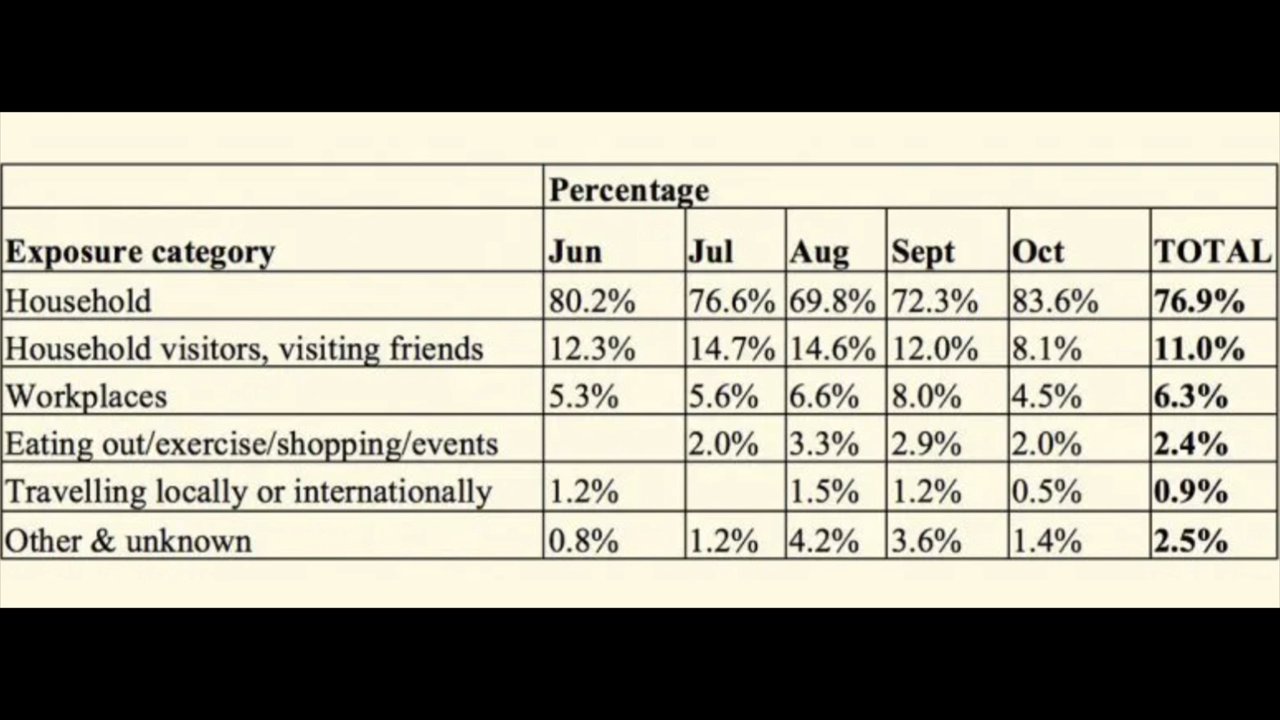 Percentage
Exposure category Jun Jul Aug Sept Oct TOTAL
Household 80.2% 76.6% 69.8% 72.3% 83.6% 76.9%
Household visitors, visiting friends 12.3% 14.7% 14.6% 12.0% 8.1% 11.0%
Workplaces 5.3% 5.6% 6.6% 8.0% 4.5% 6.3%
Eating out/exercise/shopping/events 2.0% 3.3% 2.9% 2.0% 2.4%
Travelling locally or internationally 1.2% 1.5% 1.2% 0.5% 0.9%
Other & unknown 0.8% 1.2% 4.2% 3.6% 1.4% 2.5%